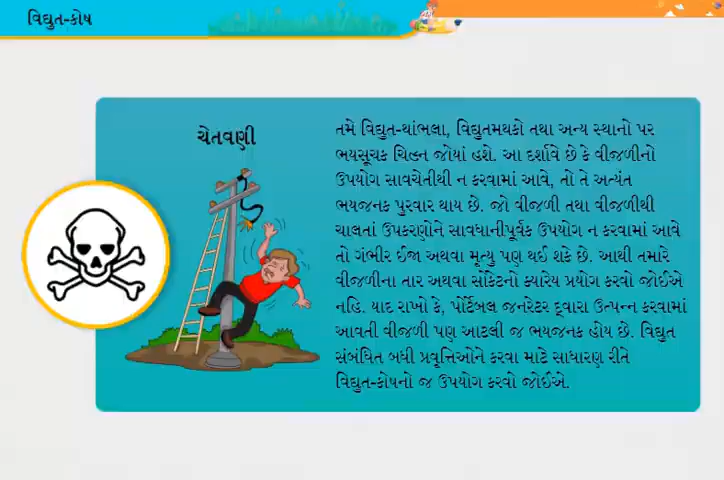 વિદ્યુત-કોષ
ચેતવણી
તમે વિદ્યુત-થાંભલા, વિદ્યુતમથકો તથા અન્ય સ્થાનો પર
ભયસૂચક ચિહ્ન જોયાં હશે. આ દર્શાવે છે કે વીજળીનો
ઉપયોગ સાવચેતીથી ન કરવામાં આવે, તો તે અત્યંત
ભયજનક પુરવાર થાય છે. જો વીજળી તથા વીજળીથી
ચાલતાં ઉપકરણોને સાવધાનીપૂર્વક ઉપયોગ ન કરવામાં આવે
તો ગંભીર ઈજા અથવા મૃત્યુ પણ થઈ શકે છે. આથી તમારે
વીજળીના તાર અથવા સૉકેટનો ક્યારેય પ્રયોગ કરવો જોઈએ
નહિ. યાદ રાખો કે, પૉર્ટેબલ જનરેટર દ્વારા ઉત્પન્ન કરવામાં
આવતી વીજળી પણ આટલી જ ભયજનક હોય છે. વિદ્યુત
સંબંધિત બધી પ્રવૃત્તિઓને કરવા માટે સાધારણ રીતે
વિદ્યુત-કોષનો જ ઉપયોગ કરવો જોઈએ.